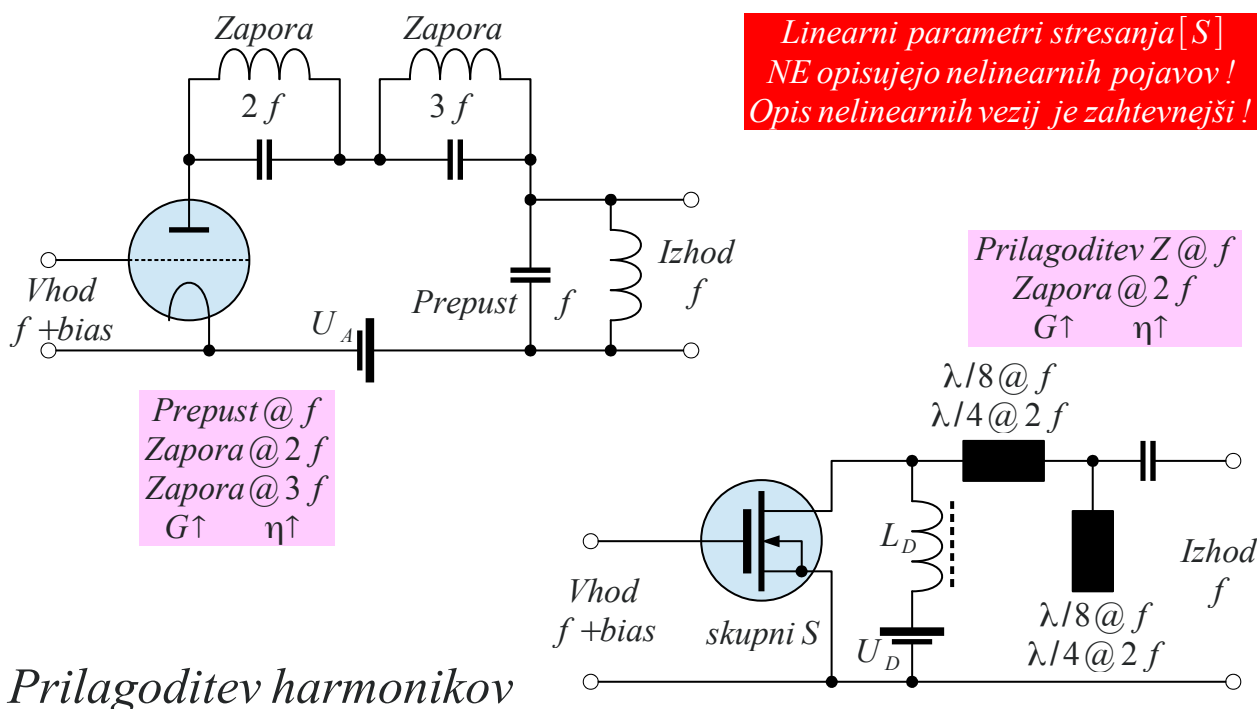 Zapora
2 f
Zapora
3 f
Linearni parametri stresanja [S]
NE opisujejo nelinearnih pojavov !
Opis nelinearnih vezij je zahtevnejši !
Vhod
f +bias
U_A
Prepust
f
Izhod
f
Prepust @ f
Zapora @ 2 f
Zapora @ 3 f
G↑ η↑
Prilagoditev Z @ f
Zapora @ 2 f
G↑ η↑
λ/8 @ f
λ/4 @ 2 f
Vhod
f +bias
skupni S
L_D
U_D
λ/8 @ f
λ/4 @ 2 f
Izhod
f
Prilagoditev harmonikov